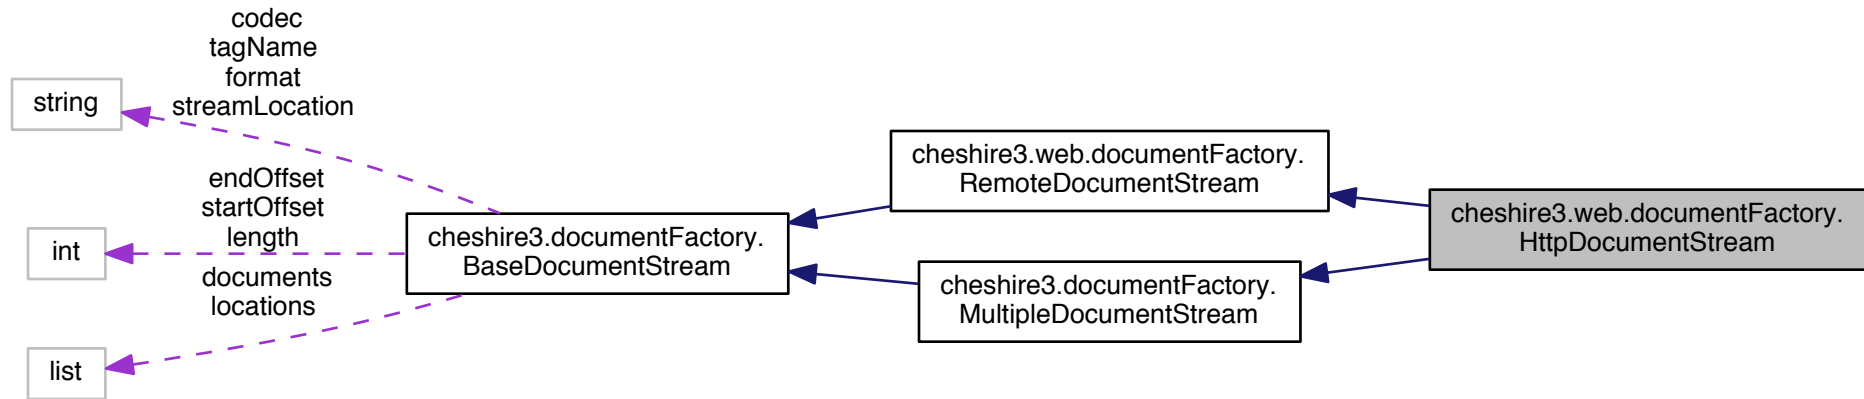 codec
tagName
format
streamLocation
string
endOffset
startOffset
length
int
documents
locations
list
cheshire3.documentFactory.
BaseDocumentStream
cheshire3.web.documentFactory.
RemoteDocumentStream
cheshire3.documentFactory.
MultipleDocumentStream
cheshire3.web.documentFactory.
HttpDocumentStream